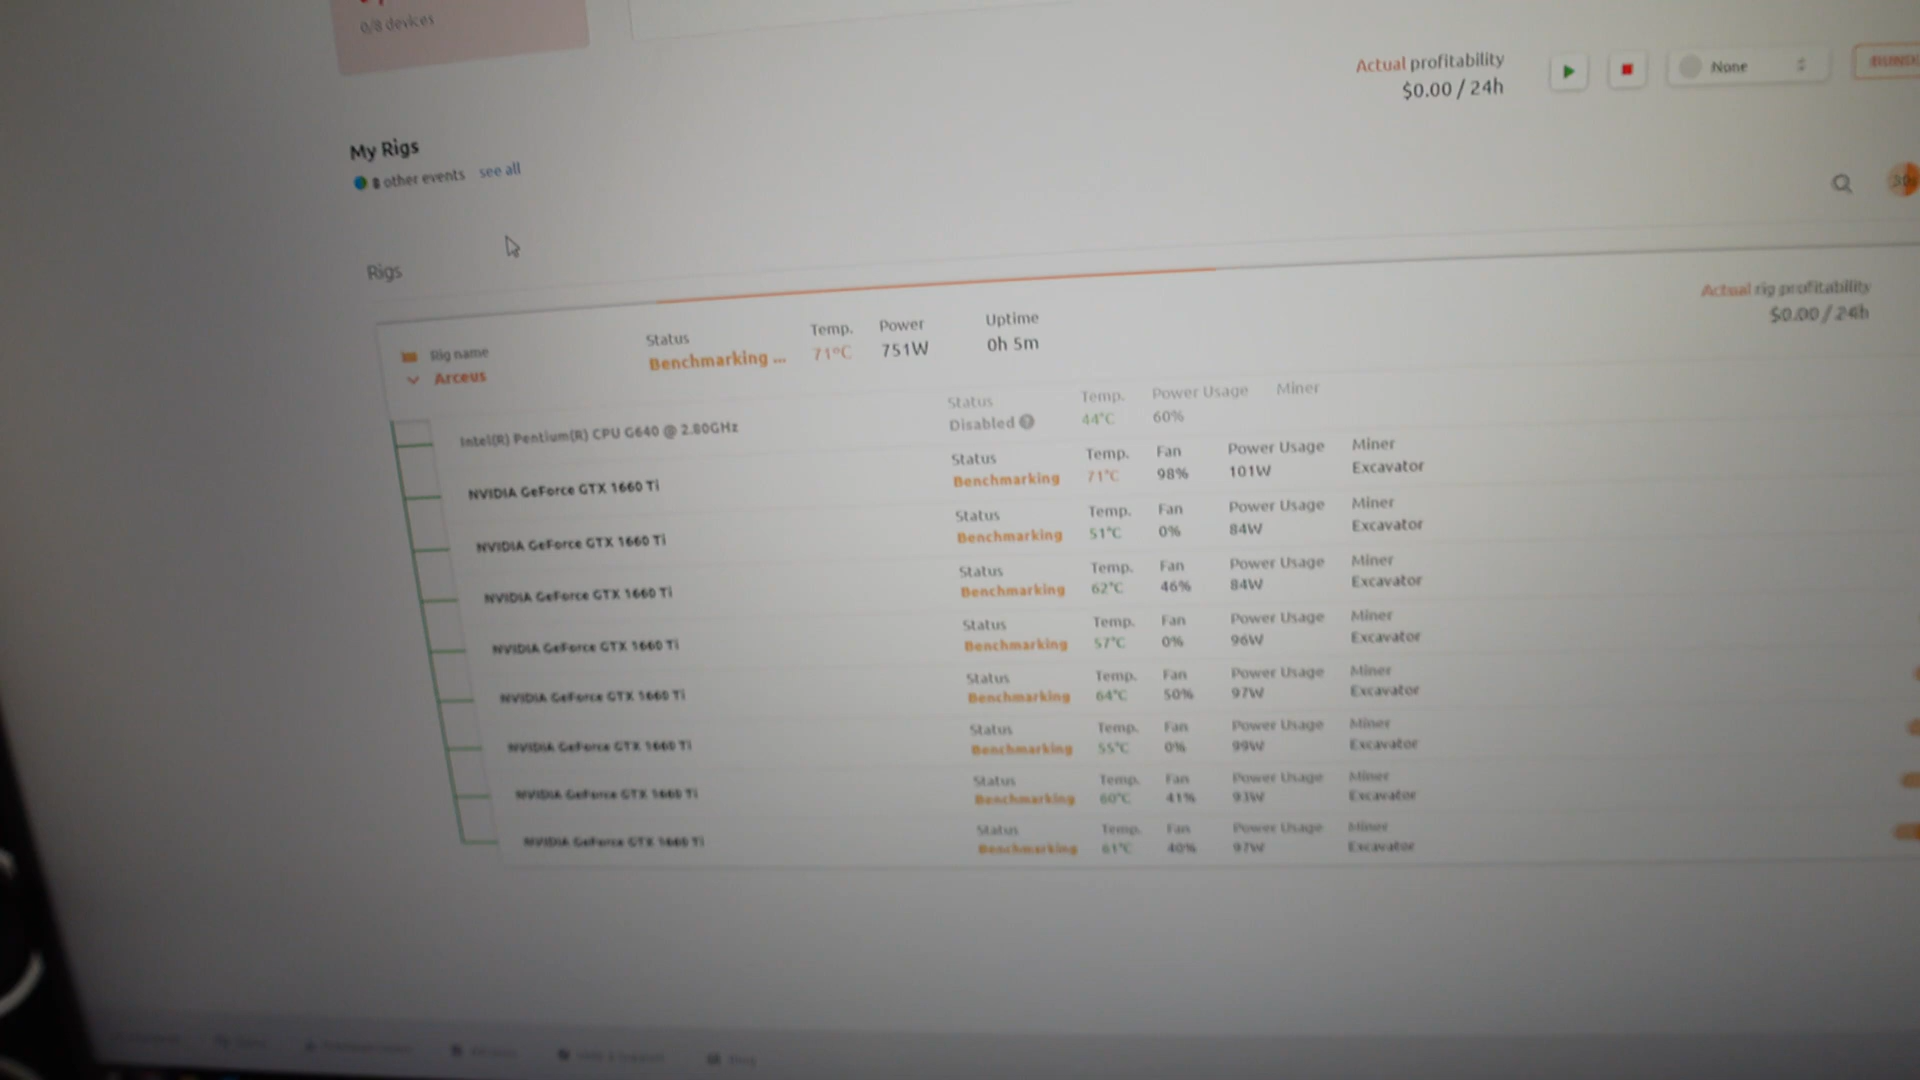 0/8 devices
Actual profitability
$0.00 / 24h
None
My Rigs
8 other events see all
Rigs
Actual rig profitability
$0.00 / 24h
Rig name
Arceus
Status
Benchmarking ...
Temp.
71°C
Power
751W
Uptime
0h 5m
Intel(R) Pentium(R) CPU G640 @ 2.80GHz
Status Temp. Power Usage Miner
Disabled 44°C 60%
NVIDIA GeForce GTX 1660 Ti
Status Temp. Fan Power Usage Miner
Benchmarking 71°C 98% 101W Excavator
NVIDIA GeForce GTX 1660 Ti
Status Temp. Fan Power Usage Miner
Benchmarking 51°C 0% 84W Excavator
NVIDIA GeForce GTX 1660 Ti
Status Temp. Fan Power Usage Miner
Benchmarking 62°C 46% 84W Excavator
NVIDIA GeForce GTX 1660 Ti
Status Temp. Fan Power Usage Miner
Benchmarking 57°C 0% 96W Excavator
NVIDIA GeForce GTX 1660 Ti
Status Temp. Fan Power Usage Miner
Benchmarking 64°C 50% 97W Excavator
NVIDIA GeForce GTX 1660 Ti
Status Temp. Fan Power Usage Miner
Benchmarking 55°C 0% 99W Excavator
NVIDIA GeForce GTX 1660 Ti
Status Temp. Fan Power Usage Miner
Benchmarking 60°C 41% 93W Excavator
NVIDIA GeForce GTX 1660 Ti
Status Temp. Fan Power Usage Miner
Benchmarking 61°C 40% 97W Excavator